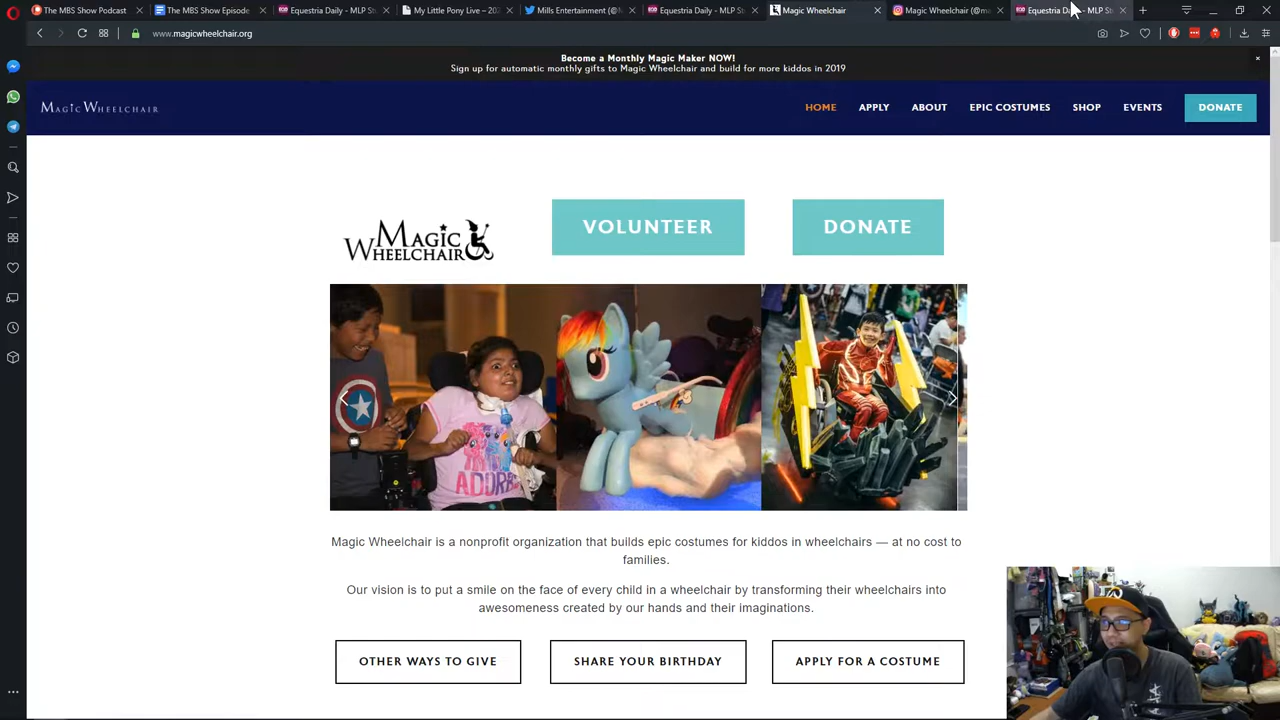 The MBS Show Podcast
The MBS Show Episode
Equestria Daily - MLP St
My Little Pony Live – 202
Mills Entertainment (@M
Equestria Daily - MLP St
Magic Wheelchair
Magic Wheelchair (@ma
Equestria Da - MLP St
www.magicwheelchair.org
Become a Monthly Magic Maker NOW!
Sign up for automatic monthly gifts to Magic Wheelchair and build for more kiddos in 2019
MAGIC WHEELCHAIR
HOME
APPLY
ABOUT
EPIC COSTUMES
SHOP
EVENTS
DONATE
MAGIC
WHEELCHAIR
VOLUNTEER
DONATE
ADORK
Magic Wheelchair is a nonprofit organization that builds epic costumes for kiddos in wheelchairs — at no cost to
families.
Our vision is to put a smile on the face of every child in a wheelchair by transforming their wheelchairs into
awesomeness created by our hands and their imaginations.
OTHER WAYS TO GIVE
SHARE YOUR BIRTHDAY
APPLY FOR A COSTUME